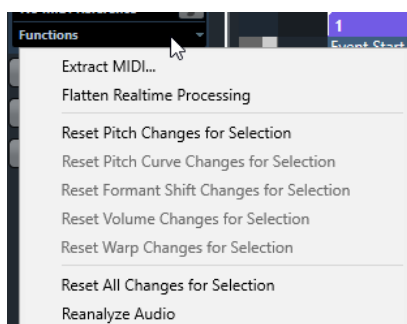 Functions
1
Event Start
Extract MIDI...
Flatten Realtime Processing
Reset Pitch Changes for Selection
Reset Pitch Curve Changes for Selection
Reset Formant Shift Changes for Selection
Reset Volume Changes for Selection
Reset Warp Changes for Selection
Reset All Changes for Selection
Reanalyze Audio